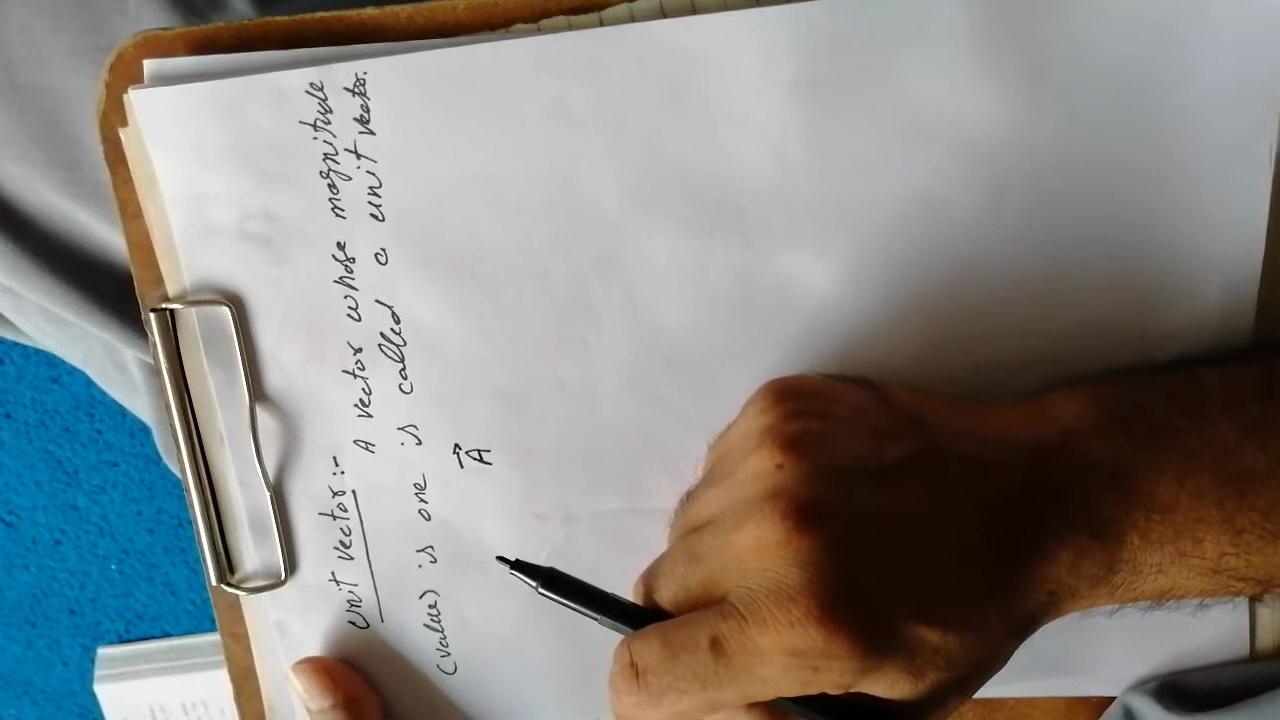 Unit vector:- A vector whose magnitude
(value) is one is called a unit vector.
A⃗